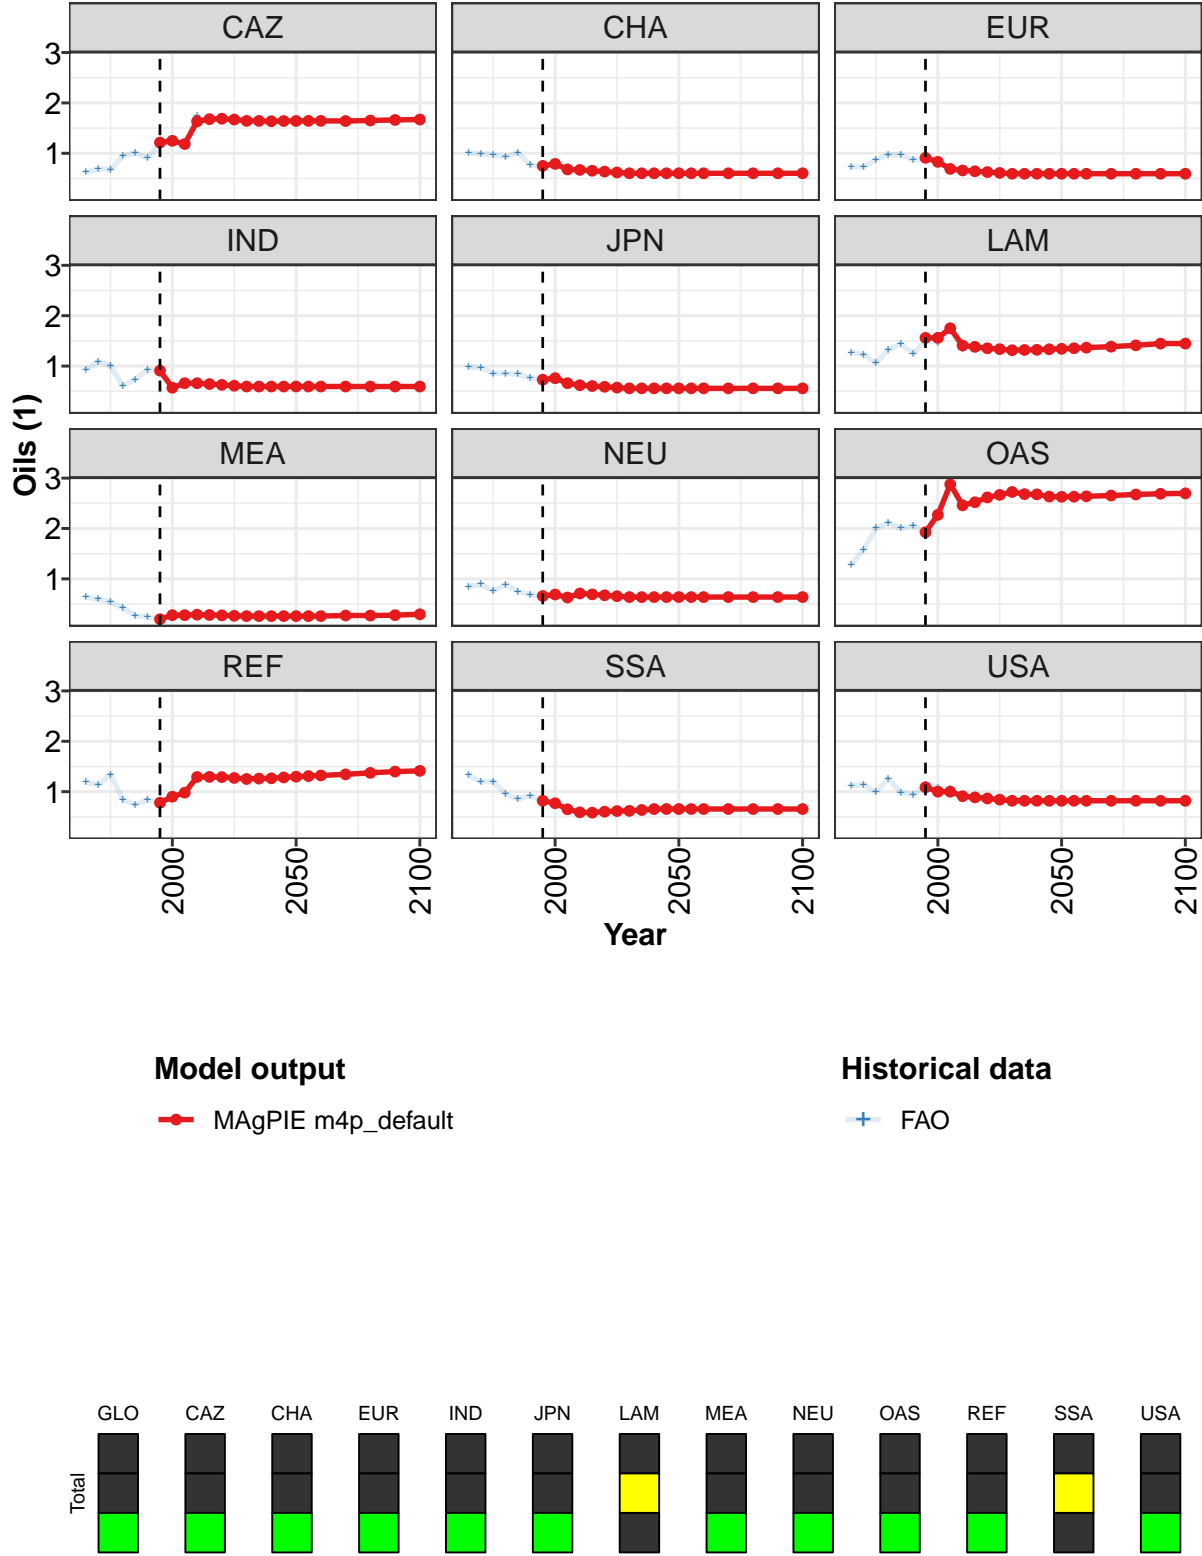 CAZ CHA EUR
3
2
1
IND JPN LAM
3
2
1
Oils (1)
MEA NEU OAS
3
2
1
REF SSA USA
3
2
1
2000 2050 2100 2000 2050 2100 2000 2050 2100
Year
Model output Historical data
MAgPIE m4p_default FAO
GLO CAZ CHA EUR IND JPN LAM MEA NEU OAS REF SSA USA
Total